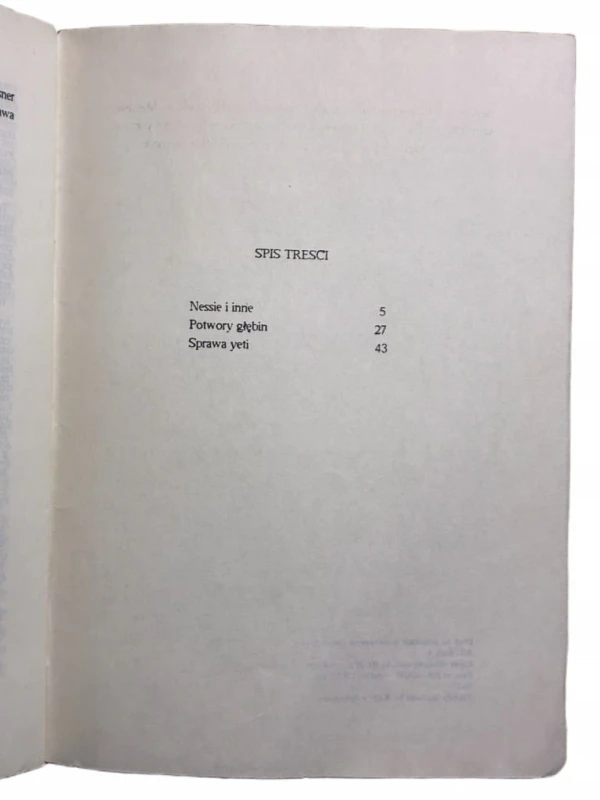 SPIS TRESCI
Nessie i inne 5
Potwory głębin 27
Sprawa yeti 43